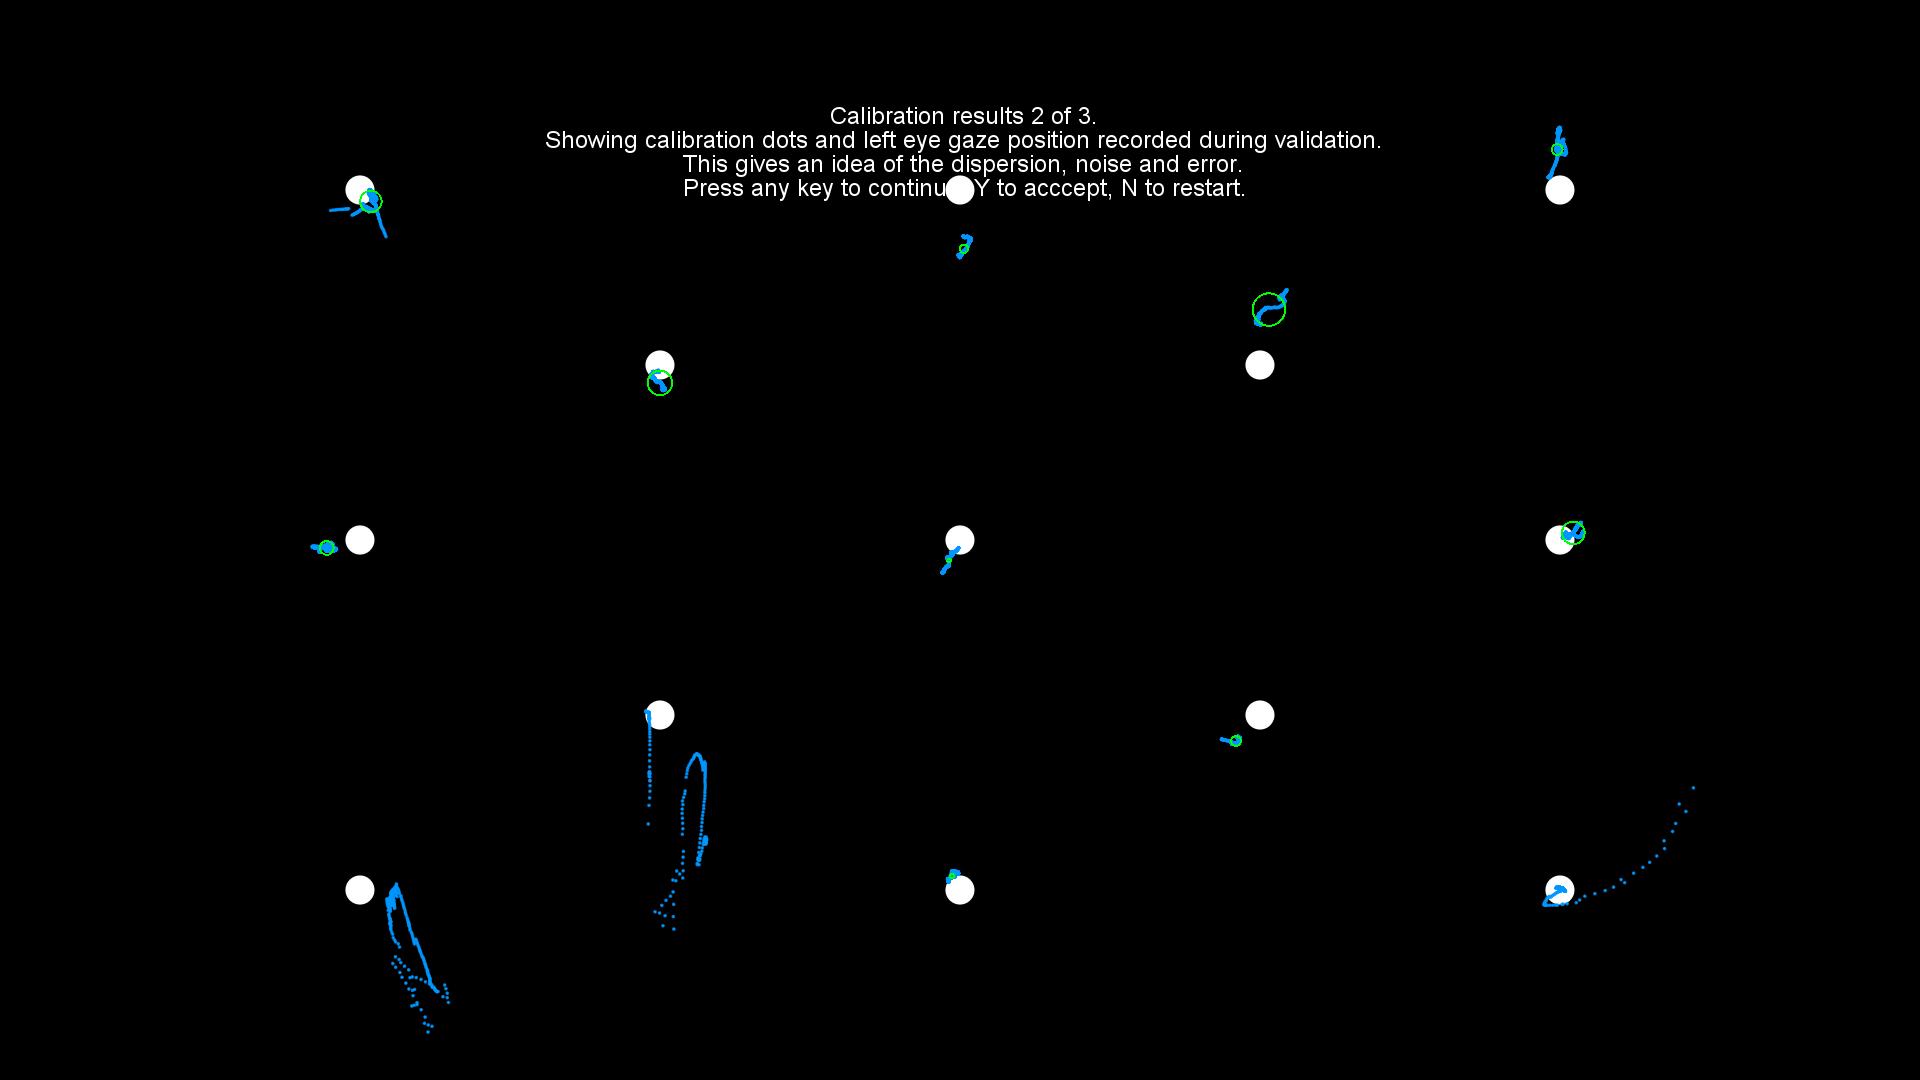 Calibration results 2 of 3.
Showing calibration dots and left eye gaze position recorded during validation.
This gives an idea of the dispersion, noise and error.
Press any key to continu Y to acccept, N to restart.